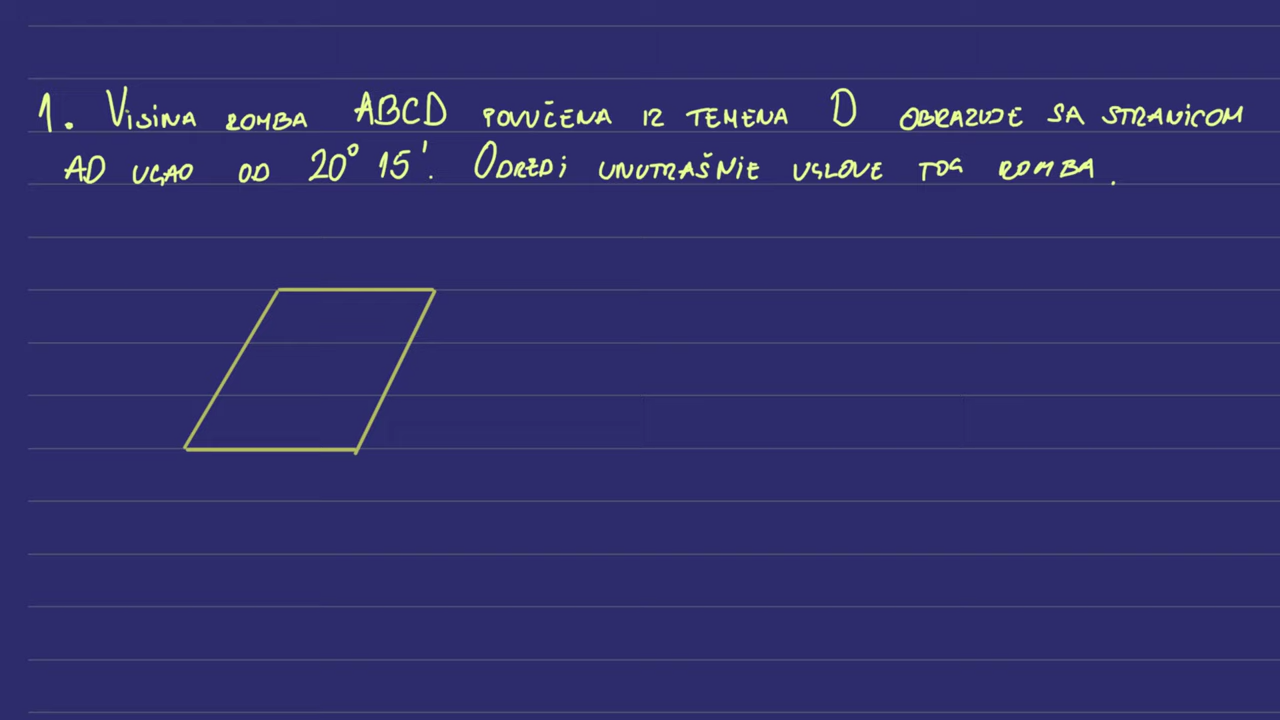 1. Visina romba ABCD povučena iz temena D obrazuje sa stranicom
AD ugao od 20° 15'. Odredi unutrašnje uglove tog romba.